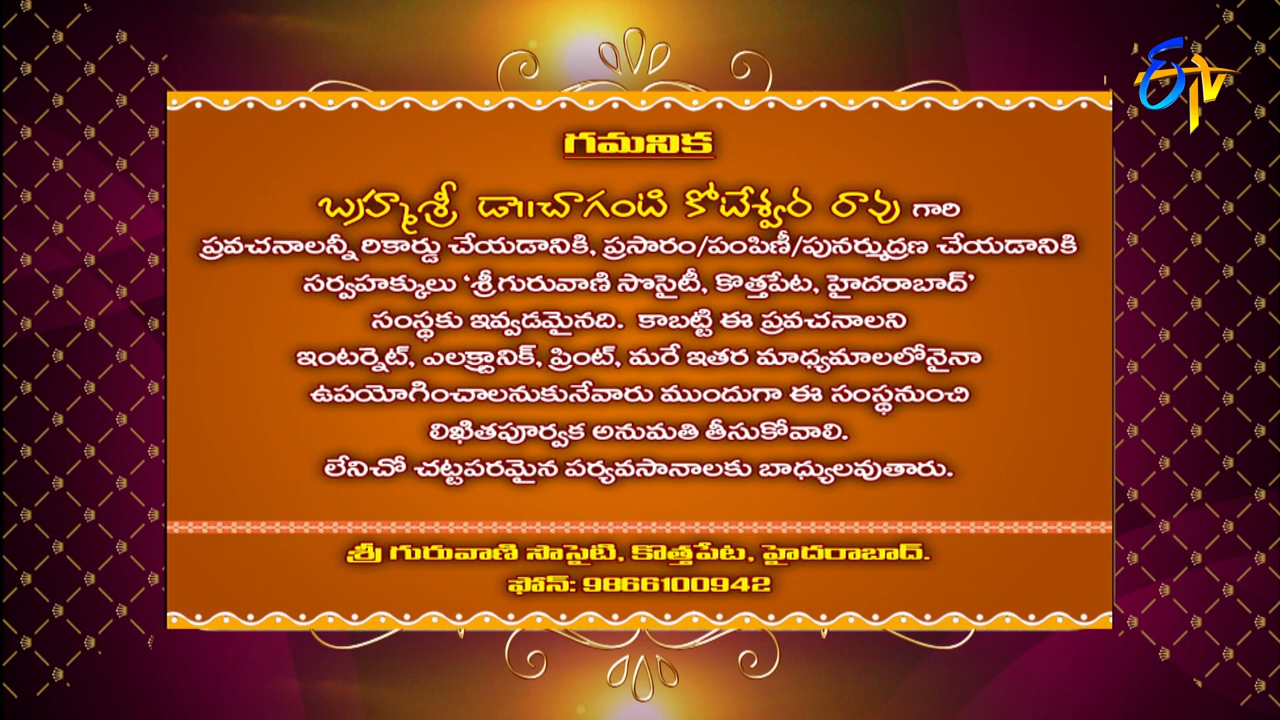 ఈTV
గమనిక
బ్రహ్మశ్రీ డా॥చాగంటి కోటేశ్వర రావు గారి
ప్రవచనాలన్నీ రికార్డు చేయడానికి, ప్రసారం/పంపిణీ/పునర్ముద్రణ చేయడానికి
సర్వహక్కులు ‘శ్రీగురువాణి సొసైటీ, కొత్తపేట, హైదరాబాద్’
సంస్థకు ఇవ్వడమైనది. కాబట్టి ఈ ప్రవచనాలని
ఇంటర్నెట్, ఎలక్ట్రానిక్, ప్రింట్, మరే ఇతర మాధ్యమాలలోనైనా
ఉపయోగించాలనుకునేవారు ముందుగా ఈ సంస్థనుంచి
లిఖితపూర్వక అనుమతి తీసుకోవాలి.
లేనిచో చట్టపరమైన పర్యవసానాలకు బాధ్యులవుతారు.
శ్రీ గురువాణి సొసైటి, కొత్తపేట, హైదరాబాద్.
ఫోన్: 9866100942